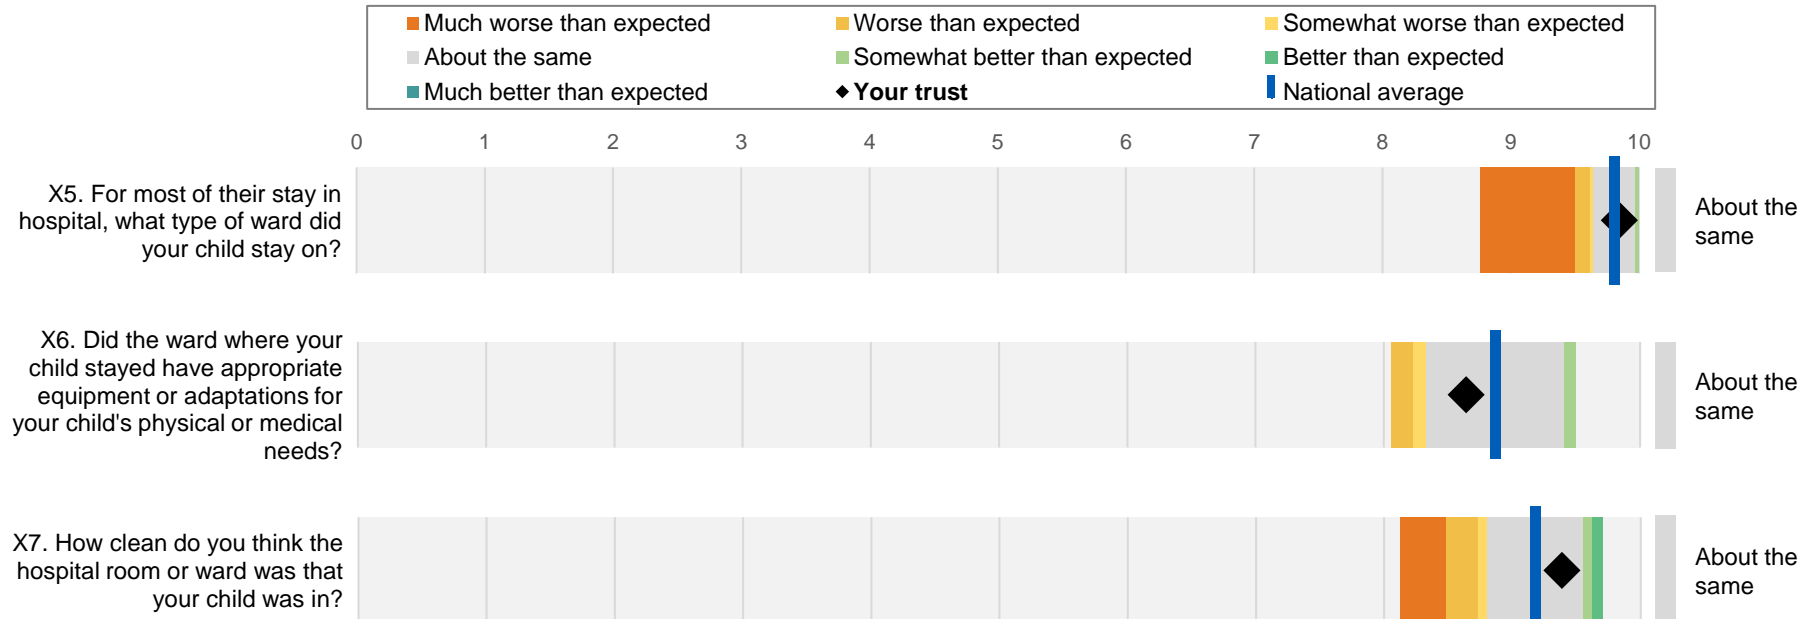 Much worse than expected
Worse than expected
Somewhat worse than expected
About the same
Somewhat better than expected
Better than expected
Much better than expected
Your trust
National average
0 1 2 3 4 5 6 7 8 9 10
X5. For most of their stay in
hospital, what type of ward did
your child stay on?
About the
same
X6. Did the ward where your
child stayed have appropriate
equipment or adaptations for
your child's physical or medical
needs?
About the
same
X7. How clean do you think the
hospital room or ward was that
your child was in?
About the
same